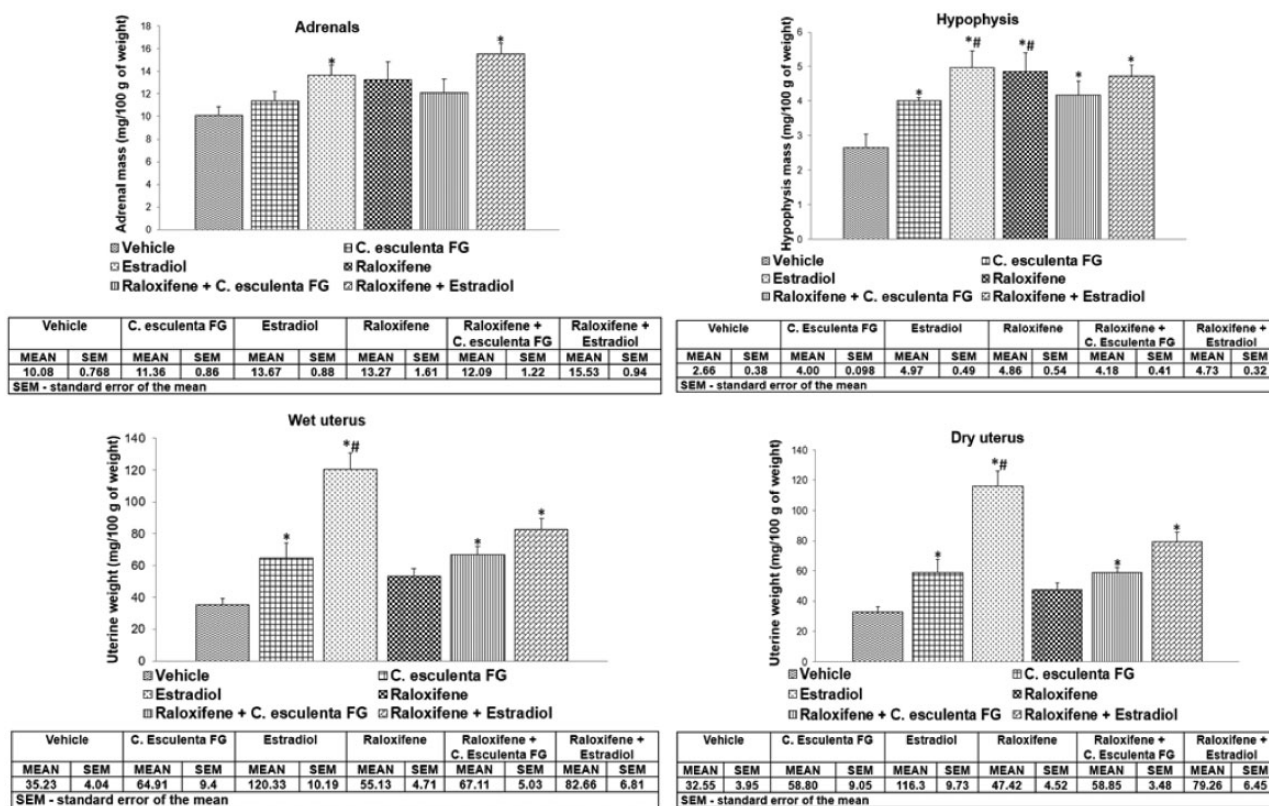 Adrenals
Adrenal mass (mg/100 g of weight)
18
16
14
12
10
8
6
4
2
0
*
*
Vehicle
C. esculenta FG
Estradiol
Raloxifene
Raloxifene + C. esculenta FG
Raloxifene + Estradiol
Vehicle C. esculenta FG Estradiol Raloxifene Raloxifene + C. esculenta FG Raloxifene + Estradiol
MEAN SEM MEAN SEM MEAN SEM MEAN SEM MEAN SEM MEAN SEM
10.08 0.768 11.36 0.86 13.67 0.88 13.27 1.61 12.09 1.22 15.53 0.94
SEM - standard error of the mean
Hypophysis
Hypophysis mass (mg/100 g of weight)
6
5
4
3
2
1
0
*
*#
*#
*
*
Vehicle
C. esculenta FG
Estradiol
Raloxifene
Raloxifene + C. esculenta FG
Raloxifene + Estradiol
Vehicle C. Esculenta FG Estradiol Raloxifene Raloxifene + C. Esculenta FG Raloxifene + Estradiol
MEAN SEM MEAN SEM MEAN SEM MEAN SEM MEAN SEM MEAN SEM
2.66 0.38 4.00 0.098 4.97 0.49 4.86 0.54 4.18 0.41 4.73 0.32
SEM - standard error of the mean
Wet uterus
Uterine weight (mg/100 g of weight)
140
120
100
80
60
40
20
0
*
*#
*
*
Vehicle
C. esculenta FG
Estradiol
Raloxifene
Raloxifene + C. esculenta FG
Raloxifene + Estradiol
Vehicle C. Esculenta FG Estradiol Raloxifene Raloxifene + C. Esculenta FG Raloxifene + Estradiol
MEAN SEM MEAN SEM MEAN SEM MEAN SEM MEAN SEM MEAN SEM
35.23 4.04 64.91 9.4 120.33 10.19 55.13 4.71 67.11 5.03 82.66 6.81
SEM - standard error of the mean
Dry uterus
Uterine weight (mg/100 g of weight)
140
120
100
80
60
40
20
0
*
*#
*
*
Vehicle
C. esculenta FG
Estradiol
Raloxifene
Raloxifene + C. esculenta FG
Raloxifene + Estradiol
Vehicle C. Esculenta FG Estradiol Raloxifene Raloxifene + C. Esculenta FG Raloxifene + Estradiol
MEAN SEM MEAN SEM MEAN SEM MEAN SEM MEAN SEM MEAN SEM
32.55 3.95 58.80 9.05 116.3 9.73 47.42 4.52 58.85 3.48 79.26 6.45
SEM - standard error of the mean